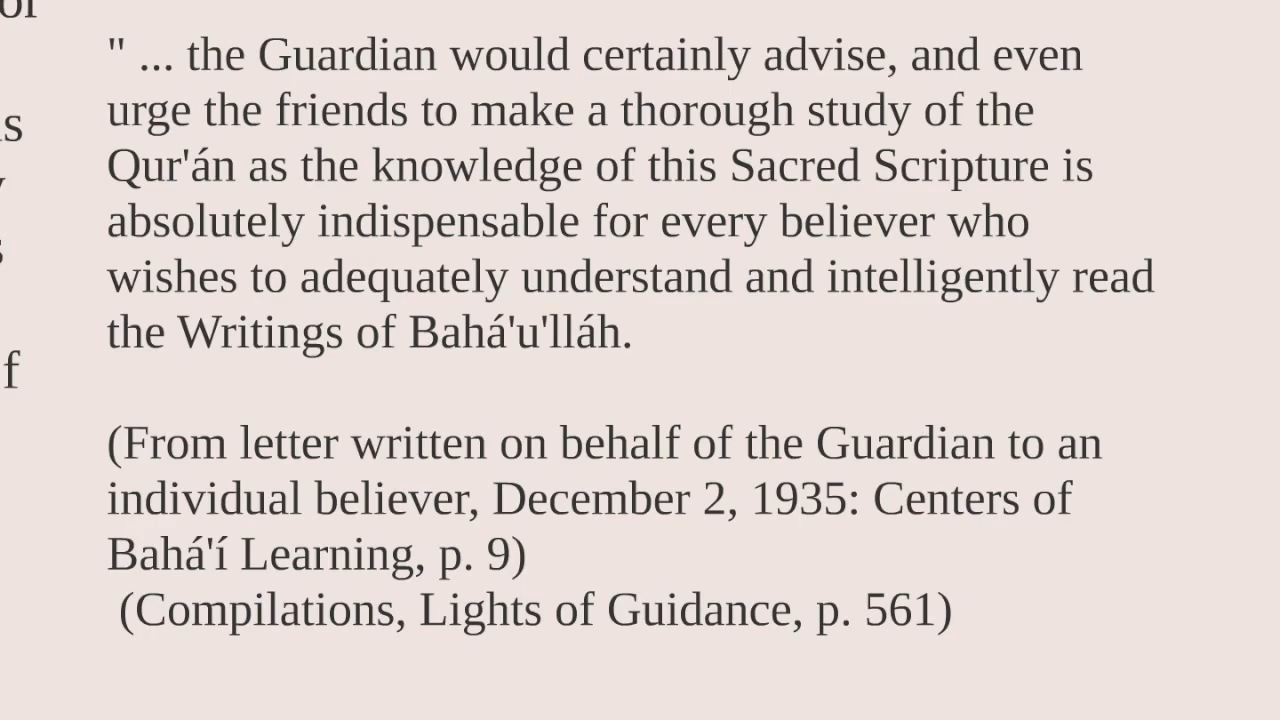 " ... the Guardian would certainly advise, and even
urge the friends to make a thorough study of the
Qur'án as the knowledge of this Sacred Scripture is
absolutely indispensable for every believer who
wishes to adequately understand and intelligently read
the Writings of Bahá'u'lláh.
(From letter written on behalf of the Guardian to an
individual believer, December 2, 1935: Centers of
Bahá'í Learning, p. 9)
(Compilations, Lights of Guidance, p. 561)